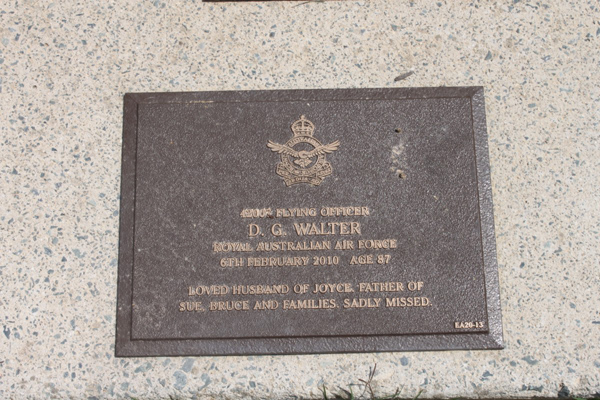 FLYING OFFICER
D. G. WALTER
ROYAL AUSTRALIAN AIR FORCE
6TH FEBRUARY 2010 AGE 87
LOVED HUSBAND OF JOYCE. FATHER OF
SUE, BRUCE AND FAMILIES. SADLY MISSED.
EA20-13